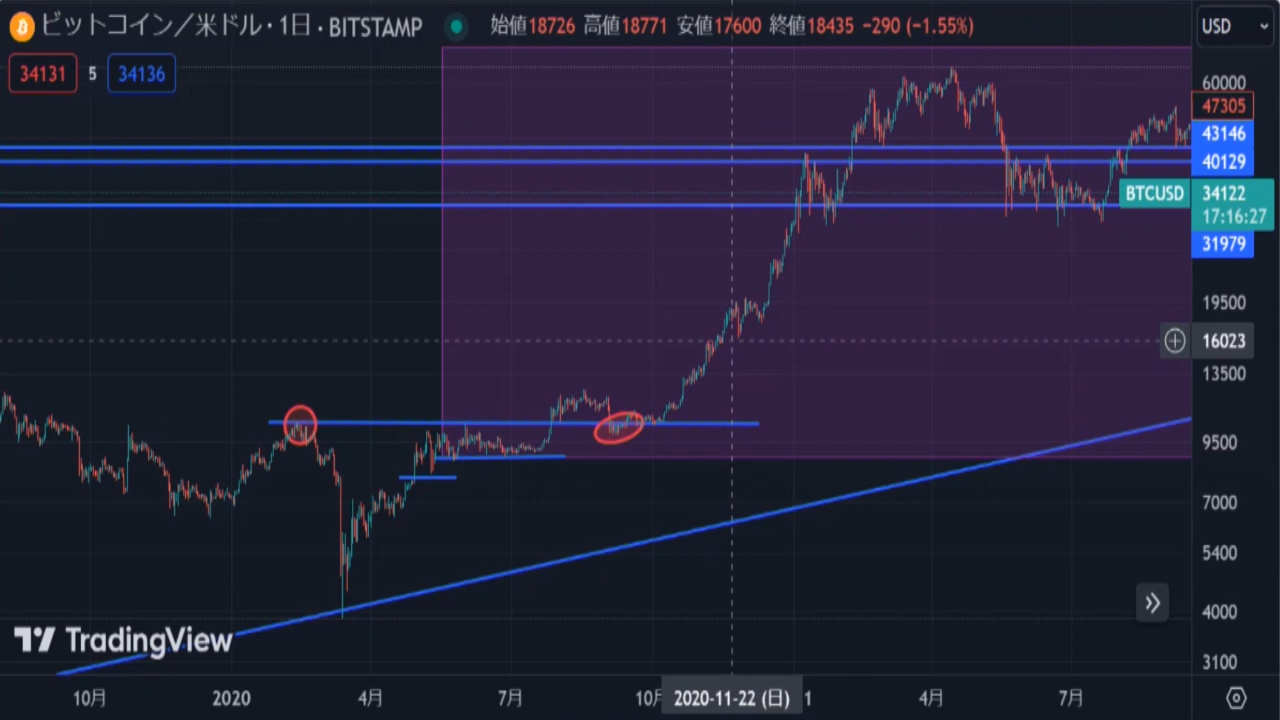 ビットコイン／米ドル・1日・BITSTAMP 始値18726 高値18771 安値17600 終値18435 −290 (−1.55%) USD
34131 5 34136
60000
47305
43146
40129
BTCUSD 34122
17:16:27
31979
19500
16023
13500
9500
7000
5400
4000
3100
TradingView
10月 2020 4月 7月 10月 2020-11-22 (日) 1 4月 7月